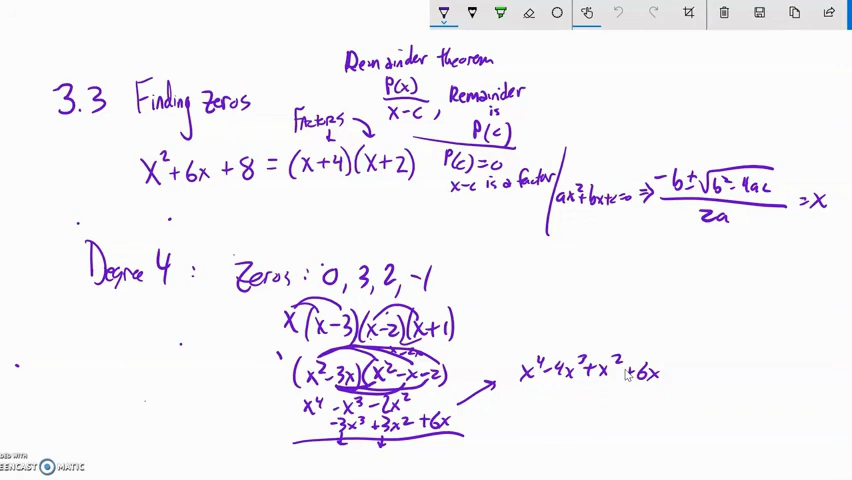 Remainder theorem
3.3 Finding zeros
P(x)/(x-c), Remainder is P(c)
Factors
x²+6x+8 = (x+4)(x+2)
P(c)=0
x-c is a factor
ax²+bx+c=0 ⇒ (-b±√(b²-4ac))/2a = x
Degree 4: Zeros: 0, 3, 2, -1
x(x-3)(x-2)(x+1)
(x²-3x)(x²-x-2)
x⁴-x³-2x²
-3x³+3x²+6x
x⁴-4x³+x²+6x
SCREENCAST MATIC